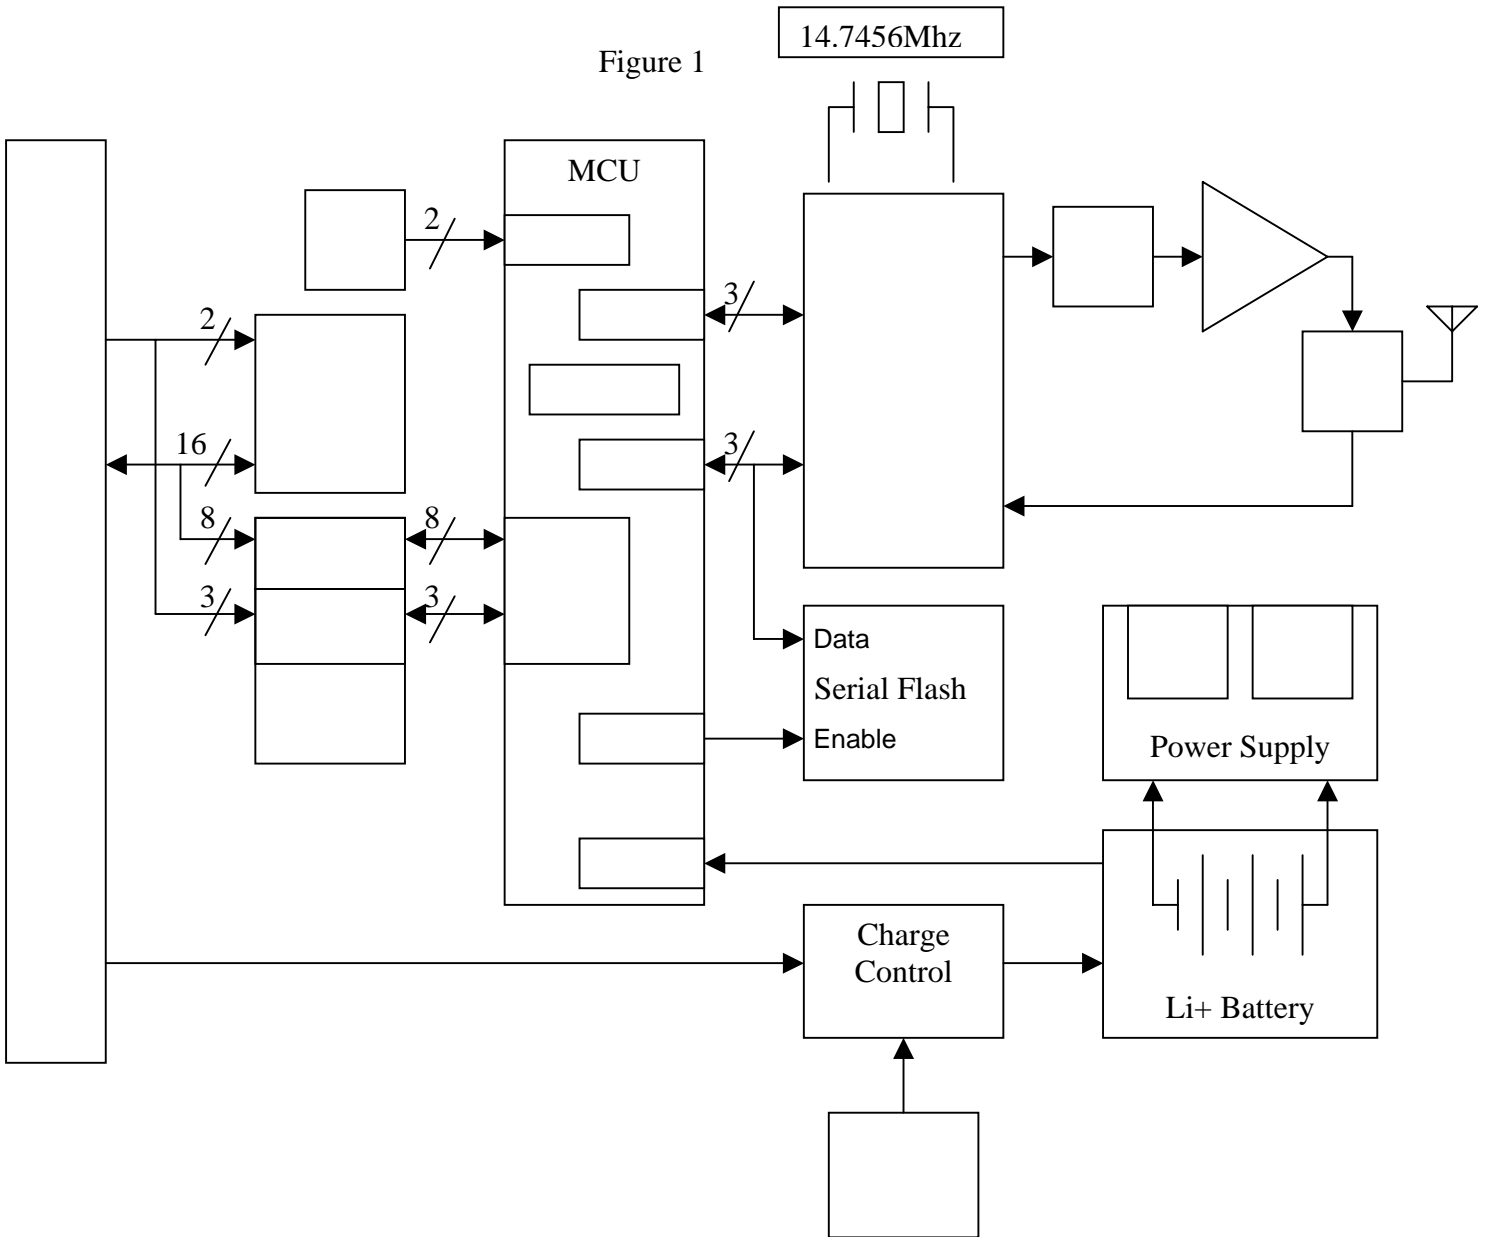 14.7456Mhz
Figure 1
MCU
2
3
2
16
3
8
8
3
3
Data
Serial Flash
Enable
Power Supply
Charge
Control
Li+ Battery